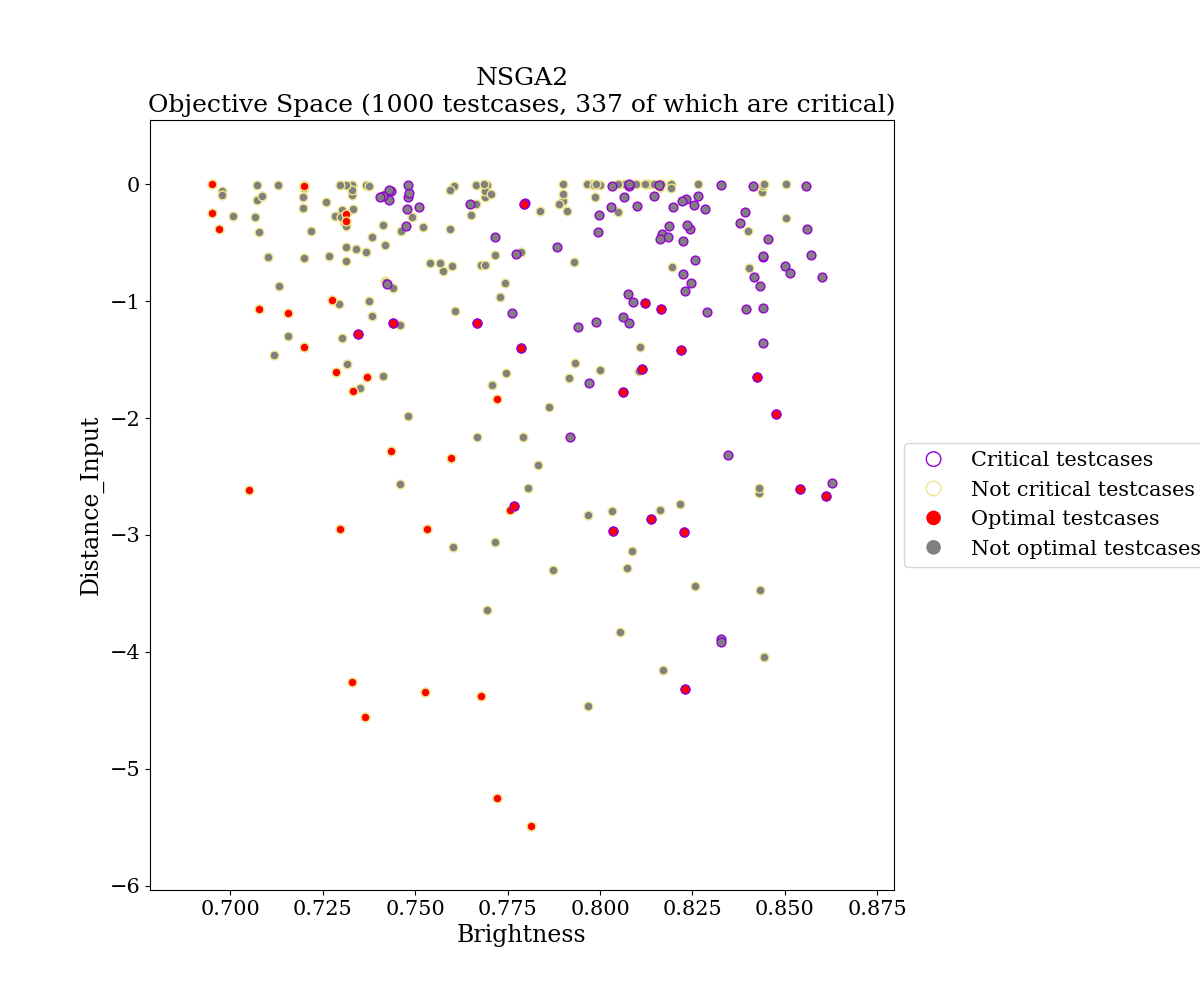 NSGA2
Objective Space (1000 testcases, 337 of which are critical)
0
−1
−2
−3
−4
−5
−6
Distance_Input
0.700 0.725 0.750 0.775 0.800 0.825 0.850 0.875
Brightness
Critical testcases
Not critical testcases
Optimal testcases
Not optimal testcases